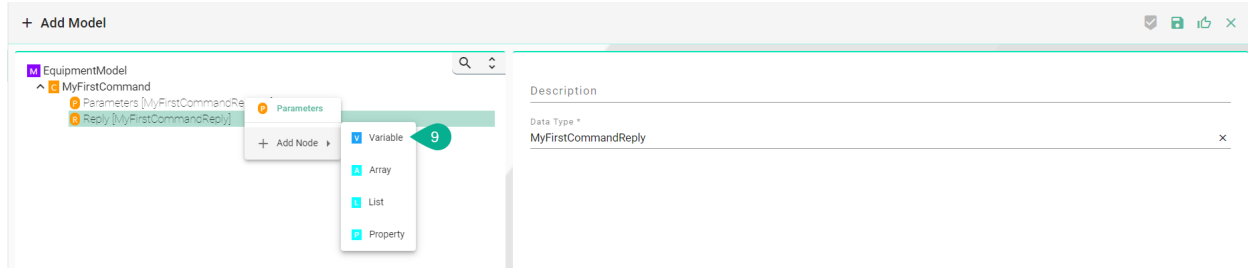 + Add Model
M EquipmentModel
C MyFirstCommand
P Parameters [MyFirstCommandRe
R Reply [MyFirstCommandReply]
P Parameters
+ Add Node
V Variable
9
A Array
L List
P Property
Description
Data Type *
MyFirstCommandReply